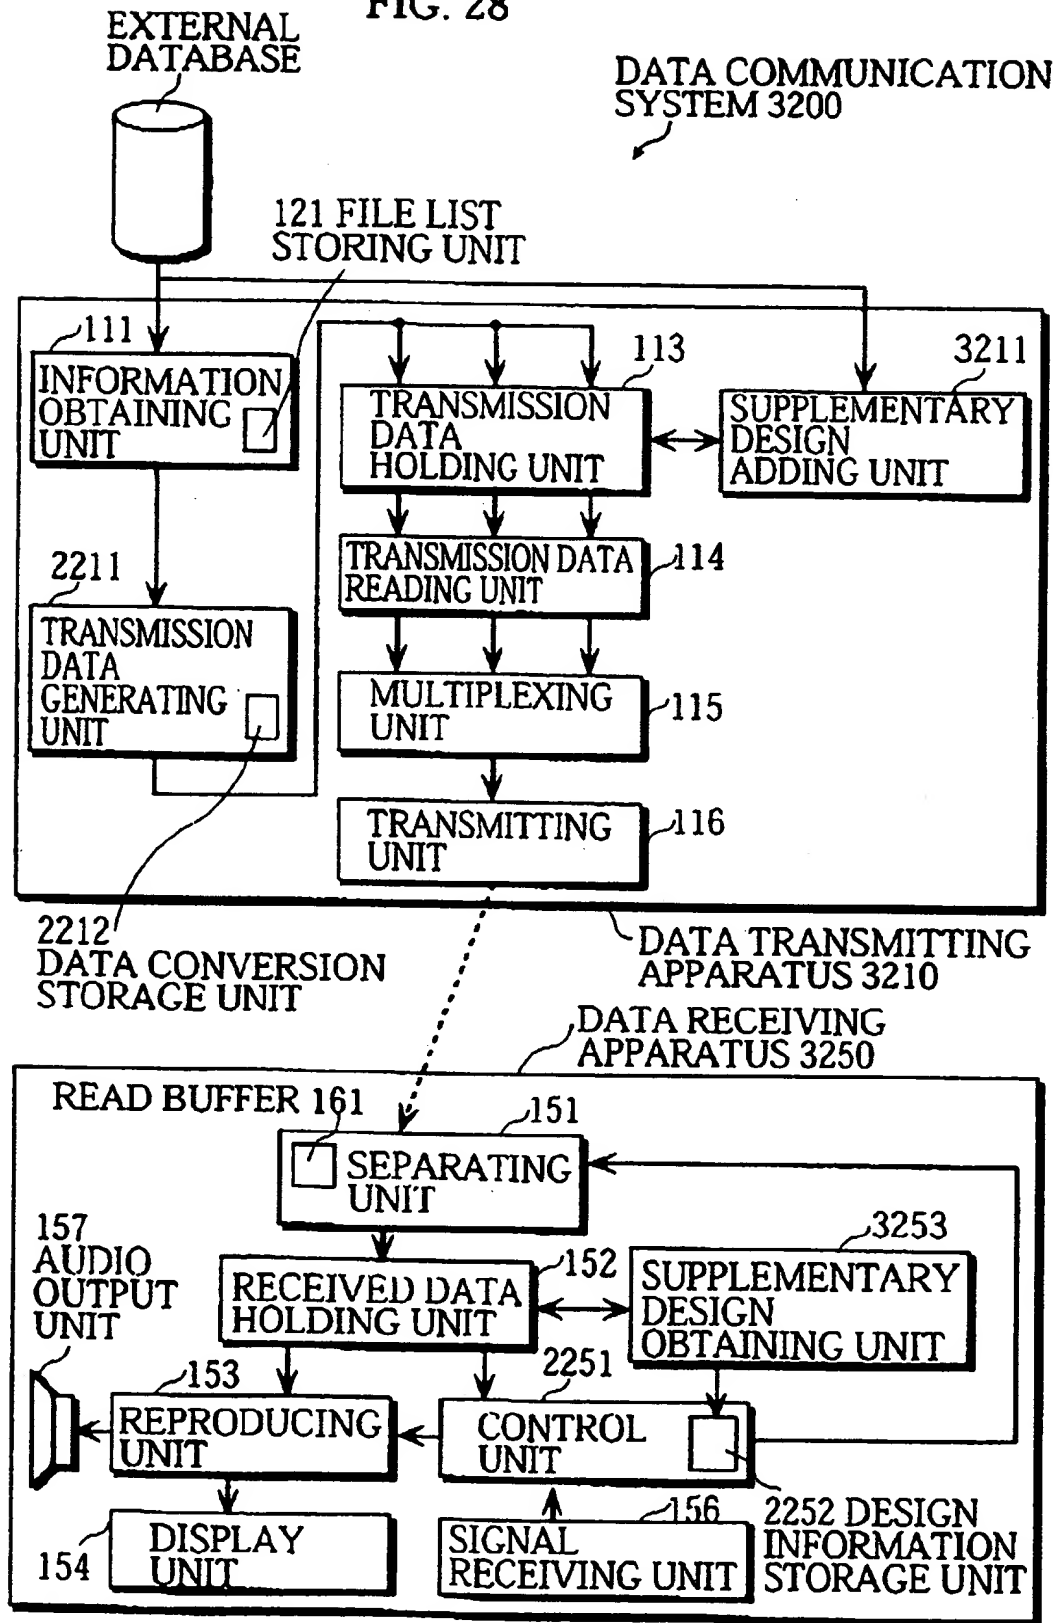 FIG. 28
EXTERNAL
DATABASE
DATA COMMUNICATION
SYSTEM 3200
121 FILE LIST
STORING UNIT
111
INFORMATION
OBTAINING
UNIT
113
TRANSMISSION
DATA
HOLDING UNIT
3211
SUPPLEMENTARY
DESIGN
ADDING UNIT
2211
TRANSMISSION
DATA
GENERATING
UNIT
TRANSMISSION DATA
READING UNIT
114
MULTIPLEXING
UNIT
115
TRANSMITTING
UNIT
116
2212
DATA CONVERSION
STORAGE UNIT
DATA TRANSMITTING
APPARATUS 3210
DATA RECEIVING
APPARATUS 3250
READ BUFFER 161
151
SEPARATING
UNIT
157
AUDIO
OUTPUT
UNIT
RECEIVED DATA
HOLDING UNIT
152
3253
SUPPLEMENTARY
DESIGN
OBTAINING UNIT
153
REPRODUCING
UNIT
2251
CONTROL
UNIT
154
DISPLAY
UNIT
156
SIGNAL
RECEIVING UNIT
2252 DESIGN
INFORMATION
STORAGE UNIT